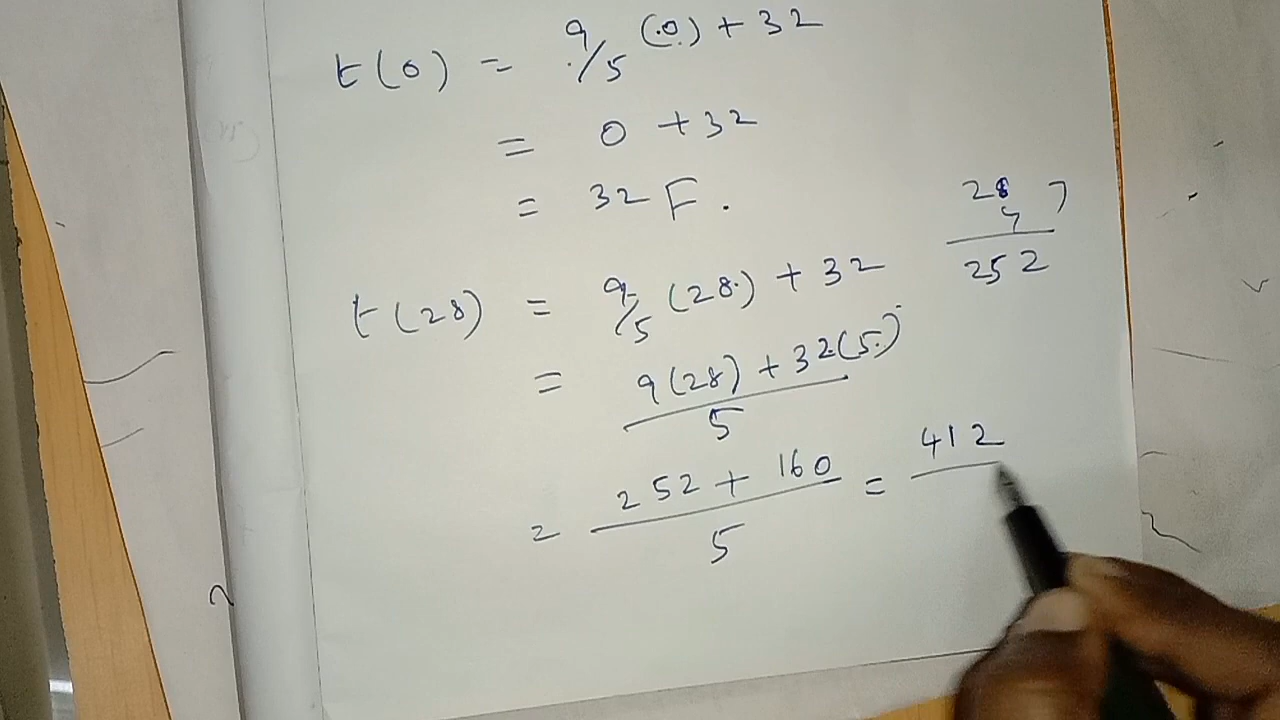 t(0) = 9/5 (0) + 32
= 0 + 32
= 32 F.
28 7
9
252
t(28) = 9/5 (28) + 32
= 9(28) + 32(5)
5
= 252 + 160 = 412
5